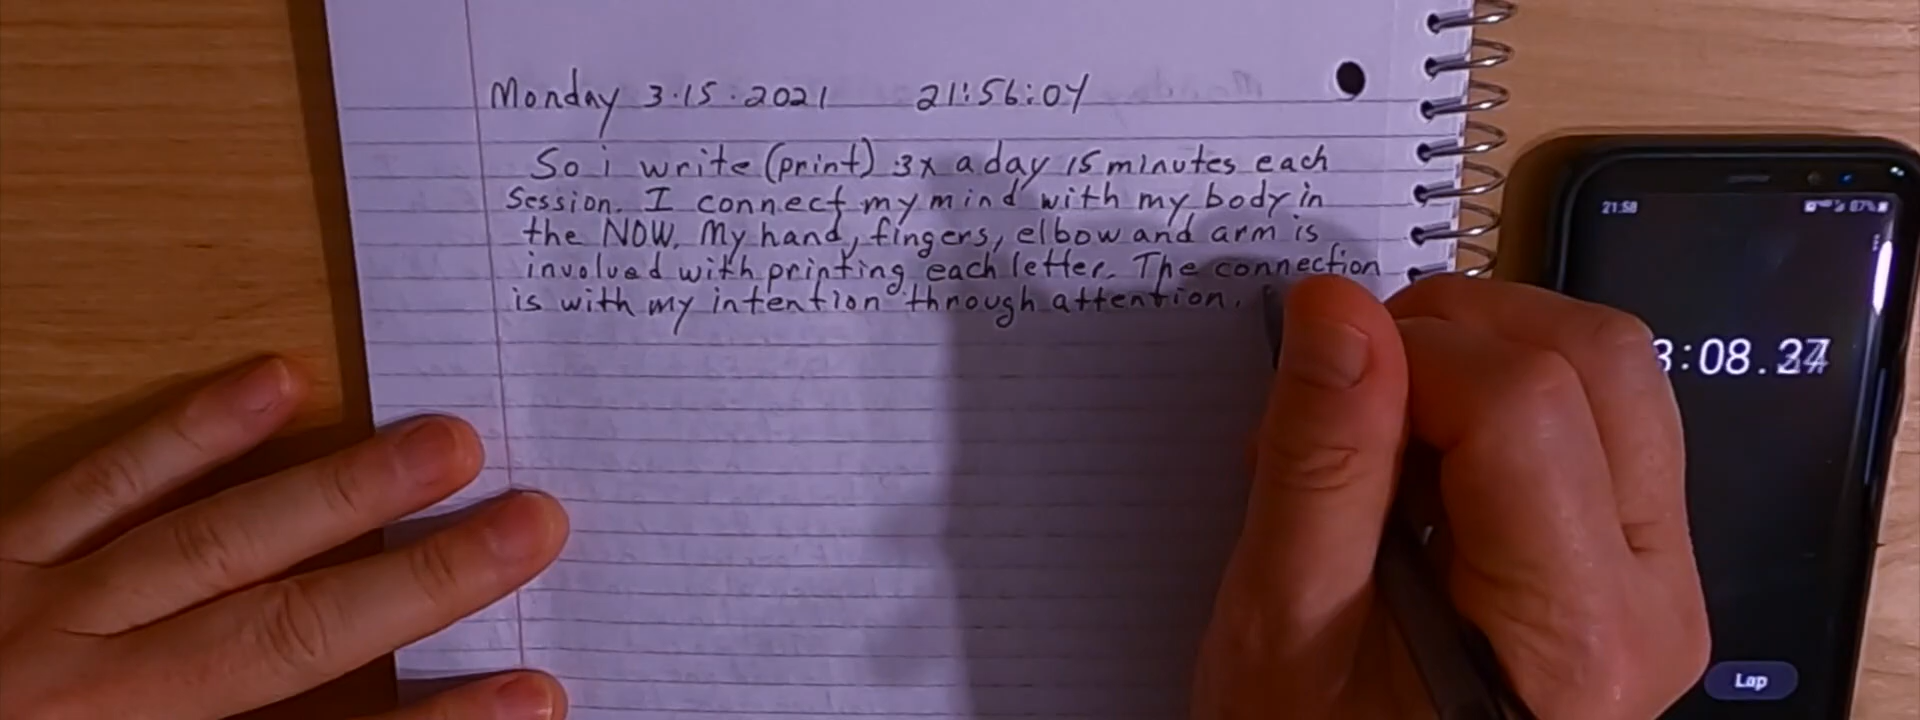 Monday 3.15.2021 21:56:04
So i write (print) 3x a day 15 minutes each
Session. I connect my mind with my body in
the NOW. My hand, fingers, elbow and arm is
involved with printing each letter. The connection
is with my intention through attention.
21:58
87%
3:08.37
Lap